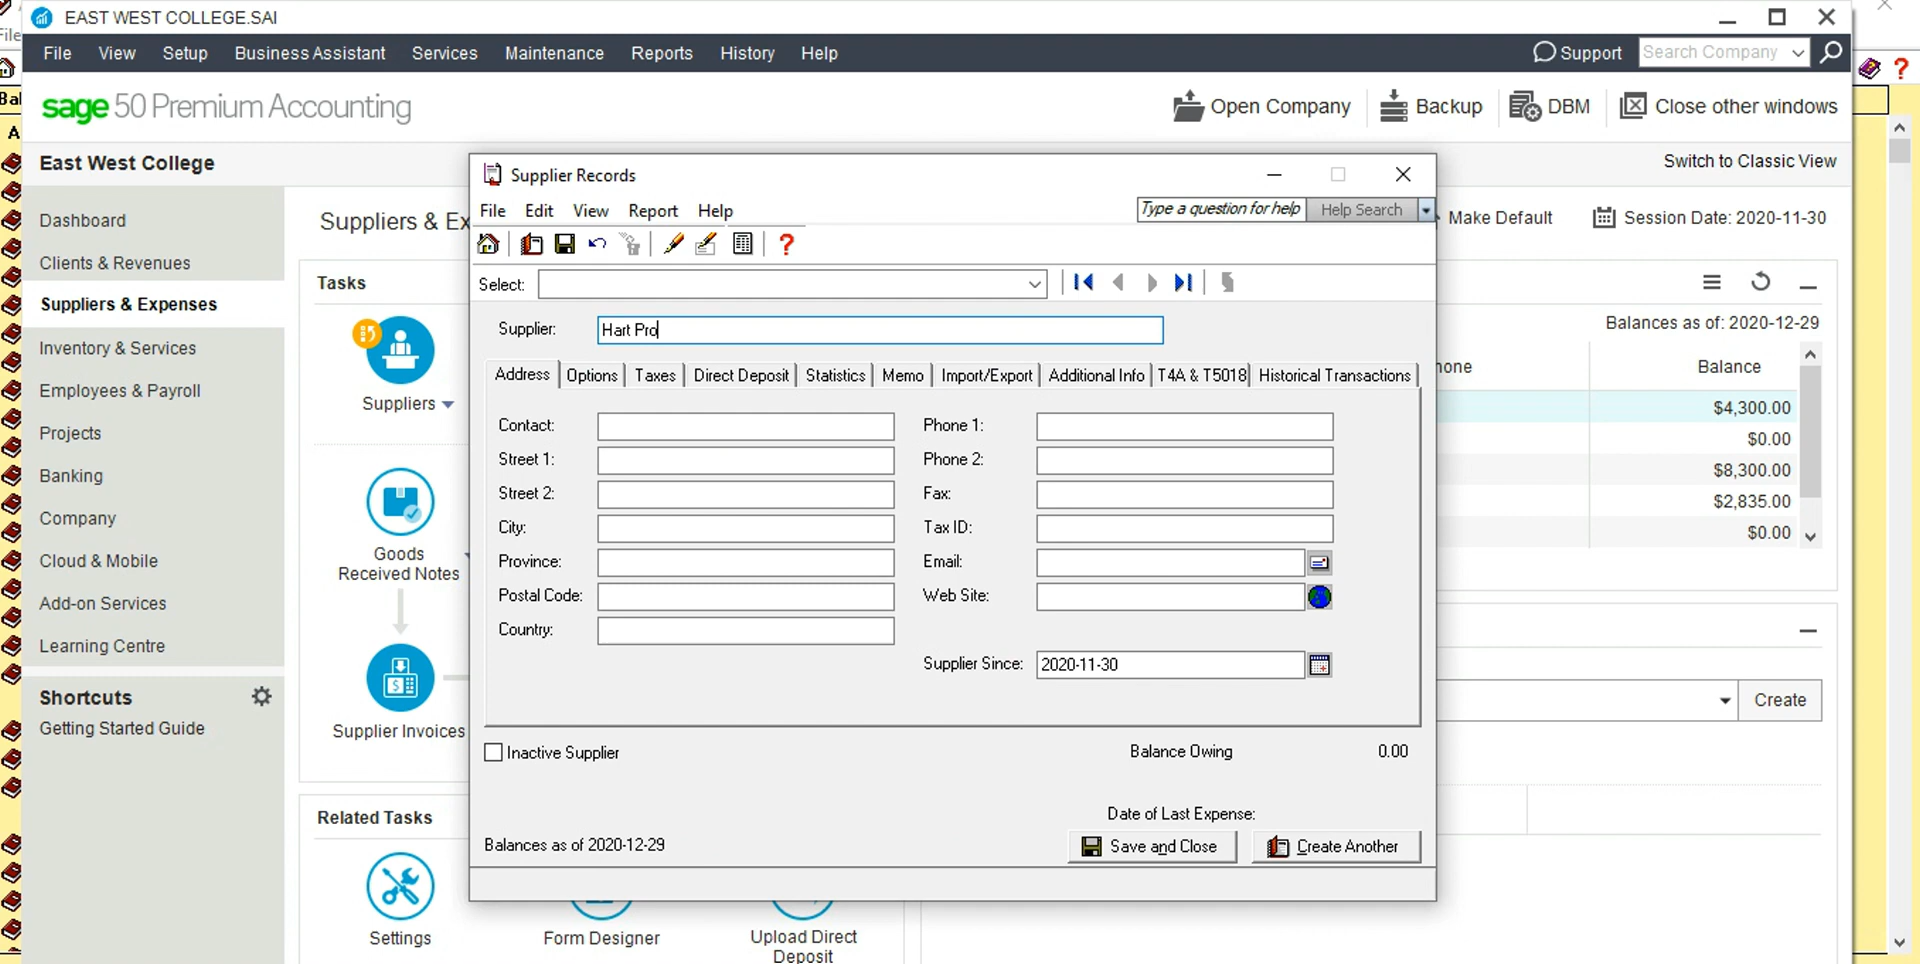 EAST WEST COLLEGE.SAI
File View Setup Business Assistant Services Maintenance Reports History Help
Support
Search Company
sage 50 Premium Accounting
Open Company
Backup
DBM
Close other windows
East West College
Switch to Classic View
Dashboard
Clients & Revenues
Suppliers & Expenses
Inventory & Services
Employees & Payroll
Projects
Banking
Company
Cloud & Mobile
Add-on Services
Learning Centre
Shortcuts
Getting Started Guide
Suppliers & Ex
Make Default
Session Date: 2020-11-30
Tasks
Suppliers
Goods
Received Notes
Supplier Invoices
Related Tasks
Settings
Form Designer
Upload Direct
Deposit
Supplier Records
File Edit View Report Help
Type a question for help
Help Search
Select:
Supplier: Hart Pro
Address Options Taxes Direct Deposit Statistics Memo Import/Export Additional Info T4A & T5018 Historical Transactions
Contact:
Street 1:
Street 2:
City:
Province:
Postal Code:
Country:
Phone 1:
Phone 2:
Fax:
Tax ID:
Email:
Web Site:
Supplier Since: 2020-11-30
Inactive Supplier
Balance Owing 0.00
Date of Last Expense:
Balances as of 2020-12-29
Save and Close
Create Another
Balances as of: 2020-12-29
hone Balance
$4,300.00
$0.00
$8,300.00
$2,835.00
$0.00
Create
File
Bal
A